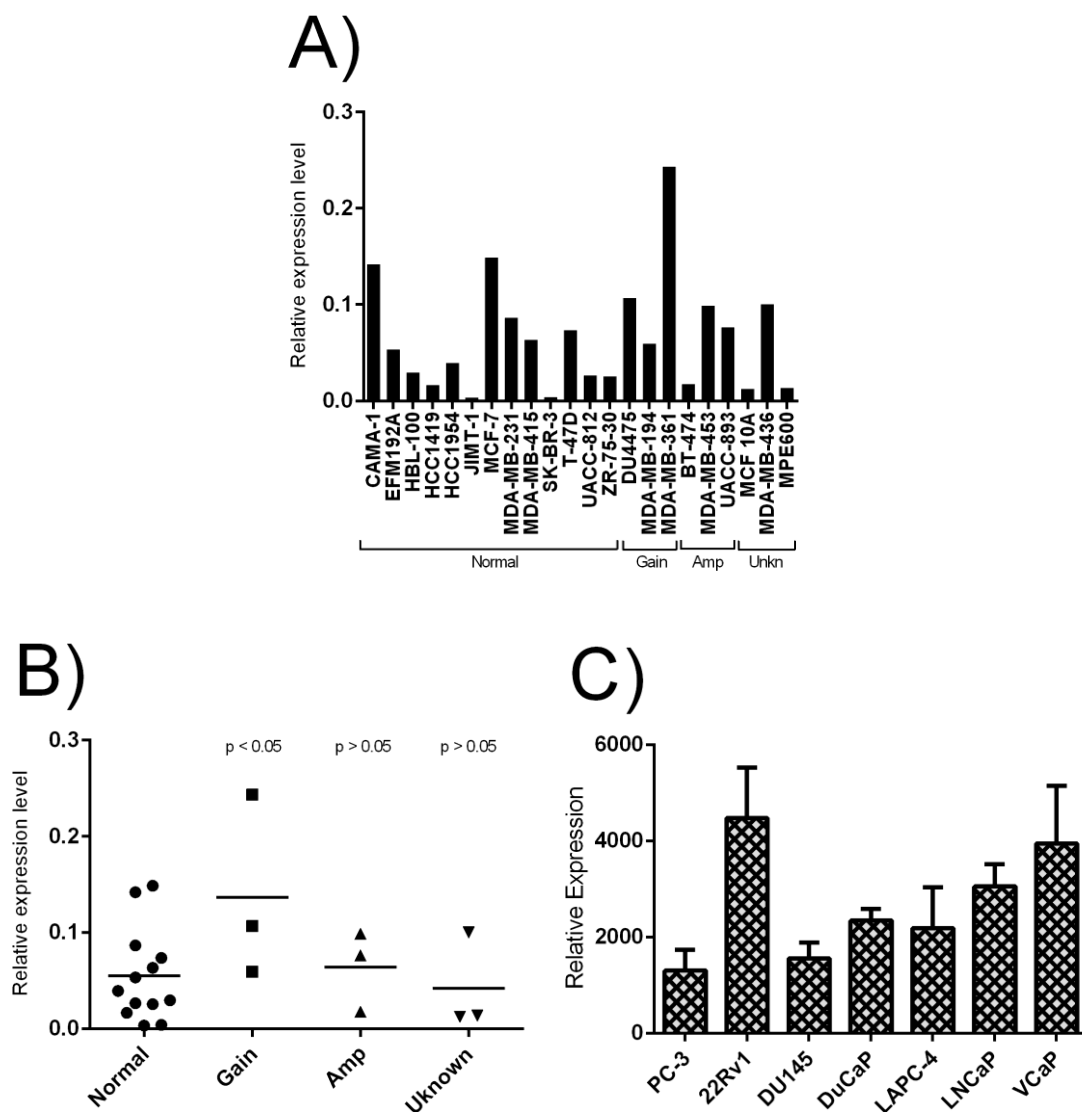 A)
Relative expression level
0.3
0.2
0.1
0.0
CAMA-1
EFM192A
HBL-100
HCC1419
HCC1954
JIMT-1
MCF-7
MDA-MB-231
MDA-MB-415
SK-BR-3
T-47D
UACC-812
ZR-75-30
DU4475
MDA-MB-194
MDA-MB-361
BT-474
MDA-MB-453
UACC-893
MCF 10A
MDA-MB-436
MPE600
Normal
Gain
Amp
Unkn
B)
Relative expression level
0.3
0.2
0.1
0.0
p < 0.05
p > 0.05
p > 0.05
Normal
Gain
Amp
Uknown
C)
Relative Expression
6000
4000
2000
0
PC-3
22Rv1
DU145
DuCaP
LAPC-4
LNCaP
VCaP